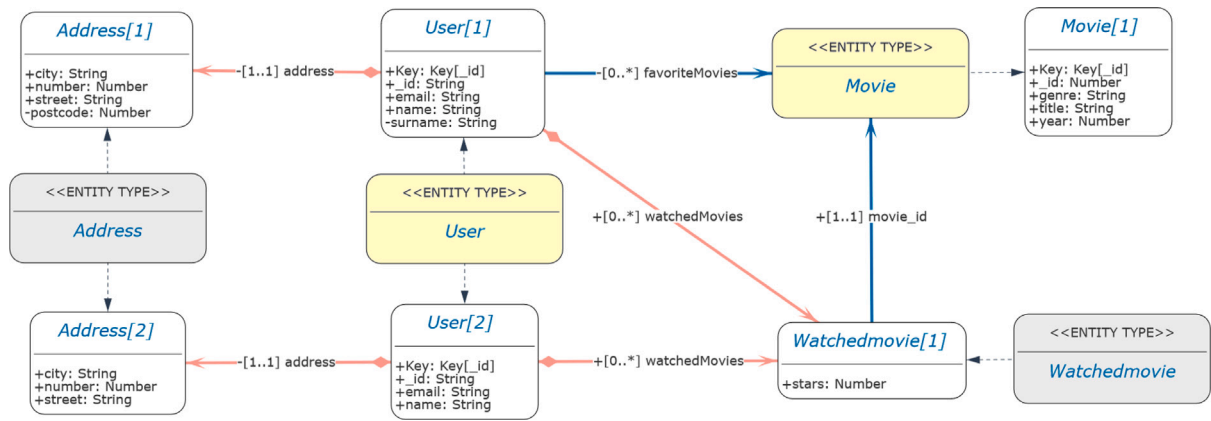 Address[1]
+city: String
+number: Number
+street: String
-postcode: Number
-[1..1] address
User[1]
+Key: Key[_id]
+_id: String
+email: String
+name: String
-surname: String
-[0..*] favoriteMovies
<<ENTITY TYPE>>
Movie
Movie[1]
+Key: Key[_id]
+_id: Number
+genre: String
+title: String
+year: Number
<<ENTITY TYPE>>
Address
<<ENTITY TYPE>>
User
+[0..*] watchedMovies
+[1..1] movie_id
Address[2]
+city: String
+number: Number
+street: String
-[1..1] address
User[2]
+Key: Key[_id]
+_id: String
+email: String
+name: String
+[0..*] watchedMovies
Watchedmovie[1]
+stars: Number
<<ENTITY TYPE>>
Watchedmovie